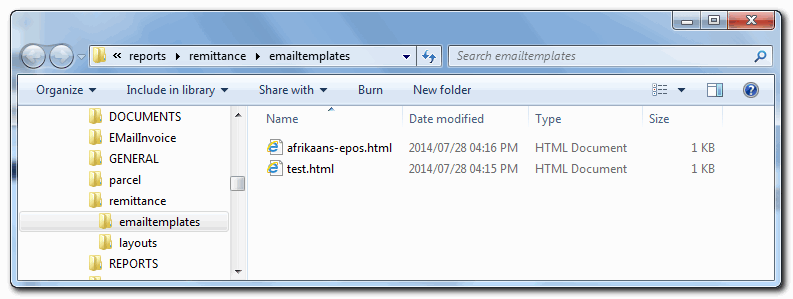 « reports ▸ remittance ▸ emailtemplates
Search emailtemplates
Organize Include in library Share with Burn New folder
DOCUMENTS
EMailInvoice
GENERAL
parcel
remittance
emailtemplates
layouts
REPORTS
Name Date modified Type Size
afrikaans-epos.html 2014/07/28 04:16 PM HTML Document 1 KB
test.html 2014/07/28 04:15 PM HTML Document 1 KB